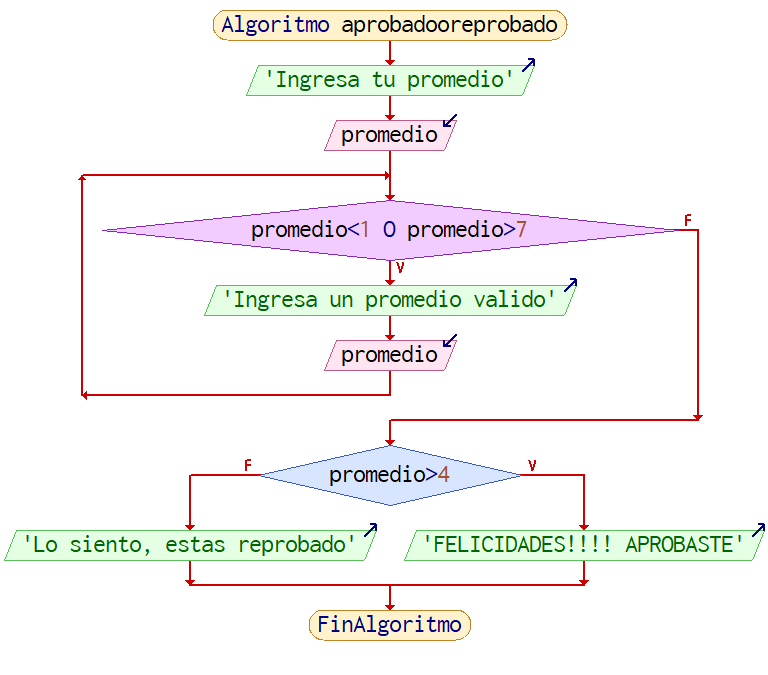 Algoritmo aprobadooreprobado
'Ingresa tu promedio'
promedio
promedio<1 O promedio>7
F
V
'Ingresa un promedio valido'
promedio
promedio>4
F
V
'Lo siento, estas reprobado'
'FELICIDADES!!!! APROBASTE'
FinAlgoritmo